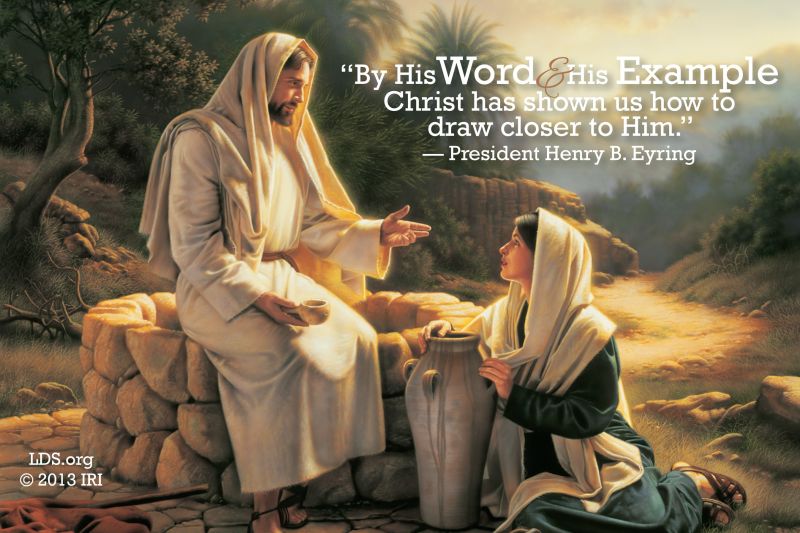 “By His Word & His Example
Christ has shown us how to
draw closer to Him.”
— President Henry B. Eyring
LDS.org
© 2013 IRI